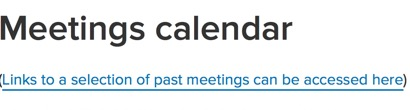 Meetings calendar
(Links to a selection of past meetings can be accessed here)